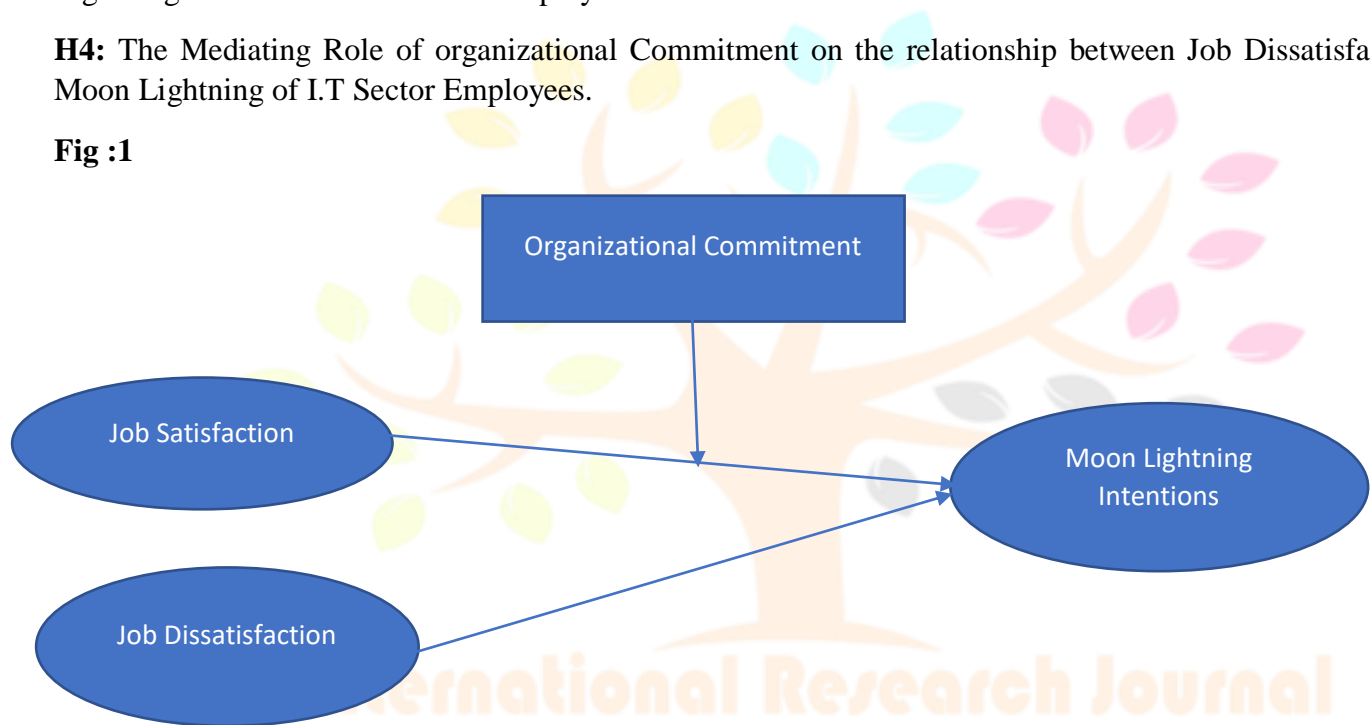 H4: The Mediating Role of organizational Commitment on the relationship between Job Dissatisfa
Moon Lightning of I.T Sector Employees.
Fig :1
Organizational Commitment
Job Satisfaction
Moon Lightning
Intentions
Job Dissatisfaction
ernational Research Journal